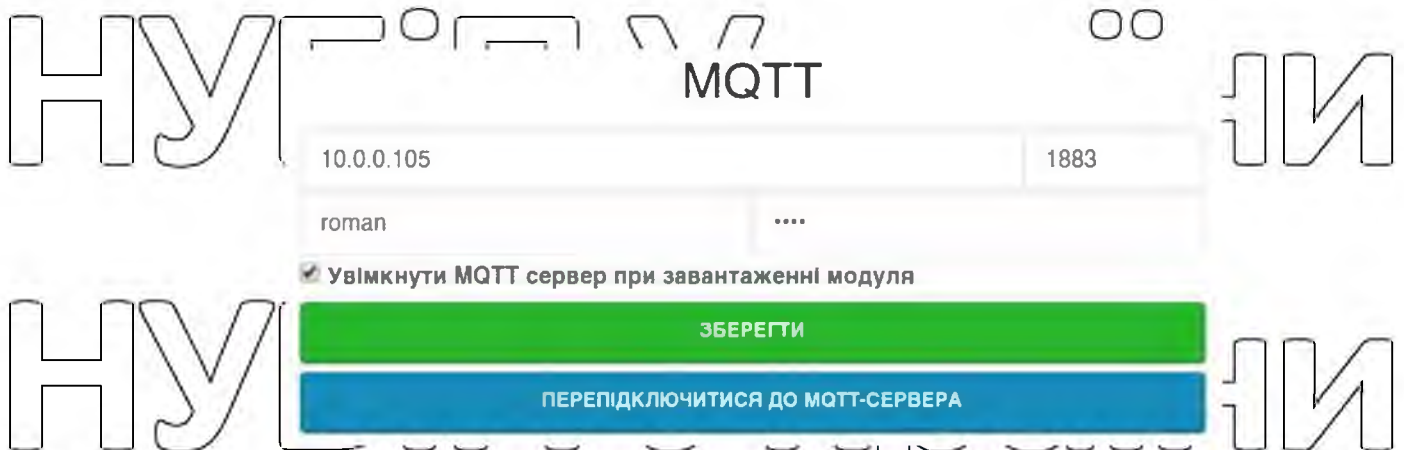 MQTT
10.0.0.105 1883
roman ••••
Увімкнути MQTT сервер при завантаженні модуля
ЗБЕРЕГТИ
ПЕРЕПІДКЛЮЧИТИСЯ ДО MQTT-СЕРВЕРА